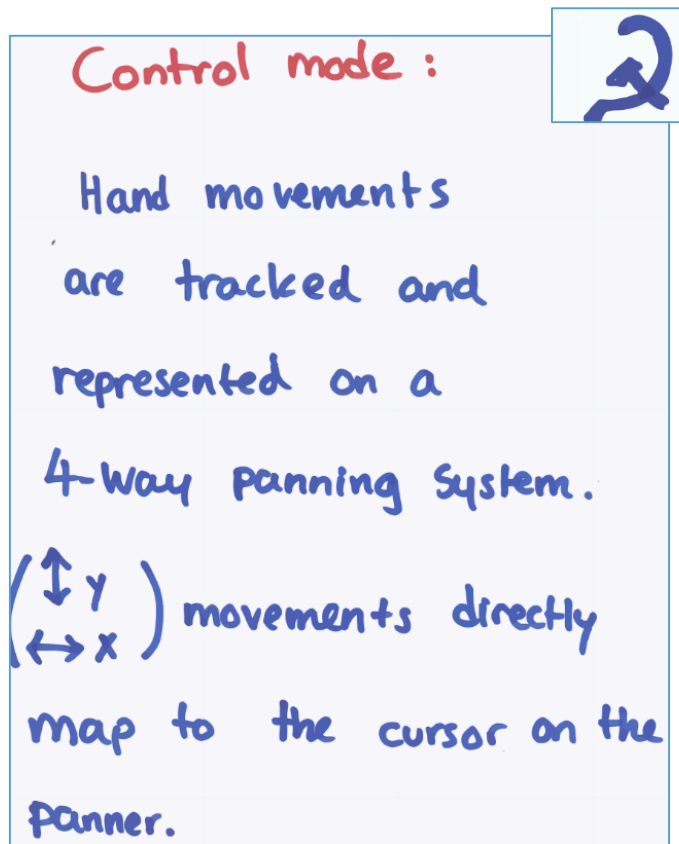 Control mode :
Hand movements
are tracked and
represented on a
4-way panning system.
(↕ y
↔ x) movements directly
map to the cursor on the
panner.